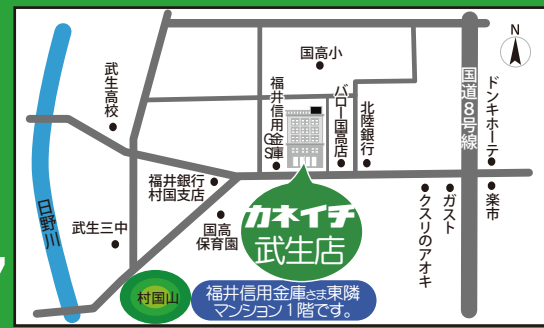 N
国高小
武生高校
福井信用金庫
GS
バロー国高店
北陸銀行
国道8号線
ドンキホーテ
福井銀行
村国支店
日野川
武生三中
国高
保育園
カネイチ
武生店
クスリのアオキ
ガスト
楽市
村国山
福井信用金庫さま東隣
マンション1階です。